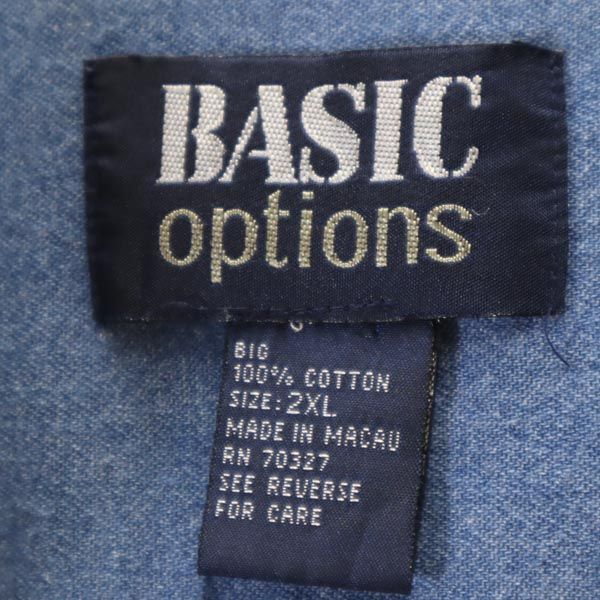 BASIC
options
BIG
100% COTTON
SIZE: 2XL
MADE IN MACAU
RN 70327
SEE REVERSE
FOR CARE